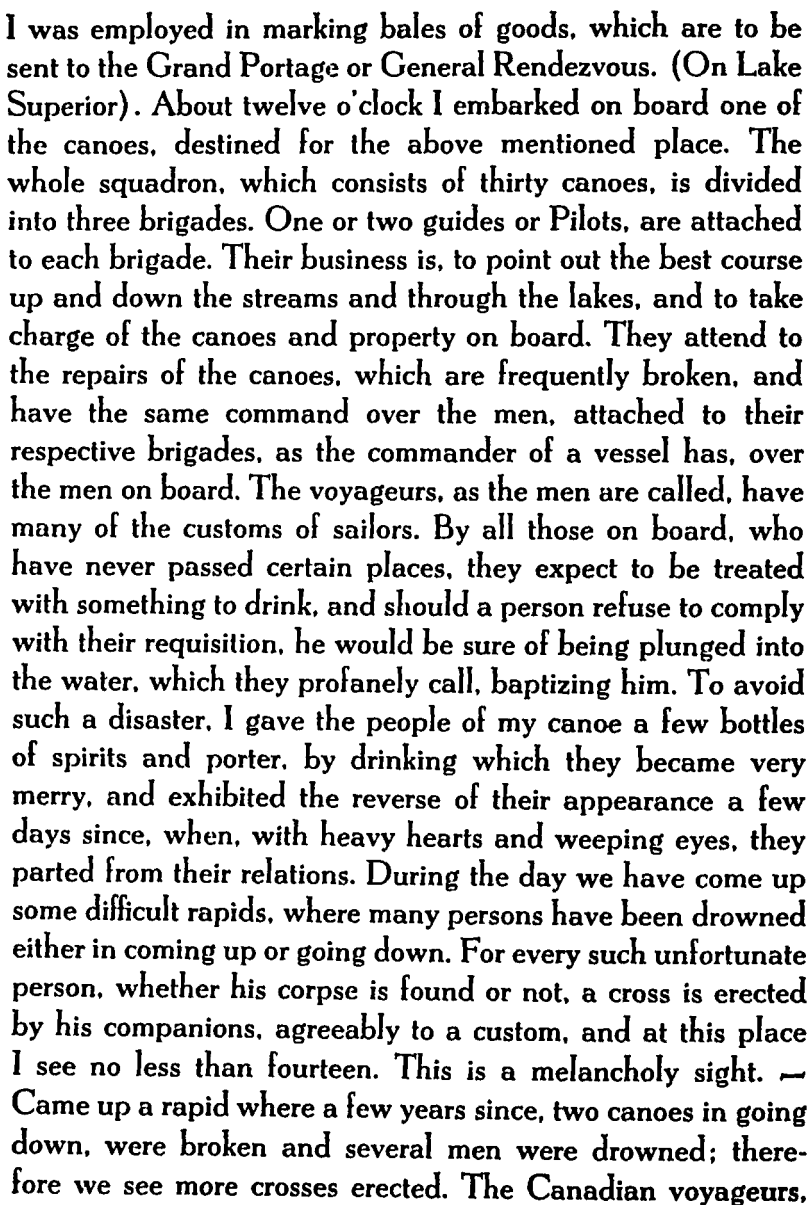 I was employed in marking bales of goods, which are to be
sent to the Grand Portage or General Rendezvous. (On Lake
Superior). About twelve o'clock I embarked on board one of
the canoes, destined for the above mentioned place. The
whole squadron, which consists of thirty canoes, is divided
into three brigades. One or two guides or Pilots, are attached
to each brigade. Their business is, to point out the best course
up and down the streams and through the lakes, and to take
charge of the canoes and property on board. They attend to
the repairs of the canoes, which are frequently broken, and
have the same command over the men, attached to their
respective brigades, as the commander of a vessel has, over
the men on board. The voyageurs, as the men are called, have
many of the customs of sailors. By all those on board, who
have never passed certain places, they expect to be treated
with something to drink, and should a person refuse to comply
with their requisition, he would be sure of being plunged into
the water, which they profanely call, baptizing him. To avoid
such a disaster, I gave the people of my canoe a few bottles
of spirits and porter, by drinking which they became very
merry, and exhibited the reverse of their appearance a few
days since, when, with heavy hearts and weeping eyes, they
parted from their relations. During the day we have come up
some difficult rapids, where many persons have been drowned
either in coming up or going down. For every such unfortunate
person, whether his corpse is found or not, a cross is erected
by his companions, agreeably to a custom, and at this place
I see no less than fourteen. This is a melancholy sight. —
Came up a rapid where a few years since, two canoes in going
down, were broken and several men were drowned; there-
fore we see more crosses erected. The Canadian voyageurs,